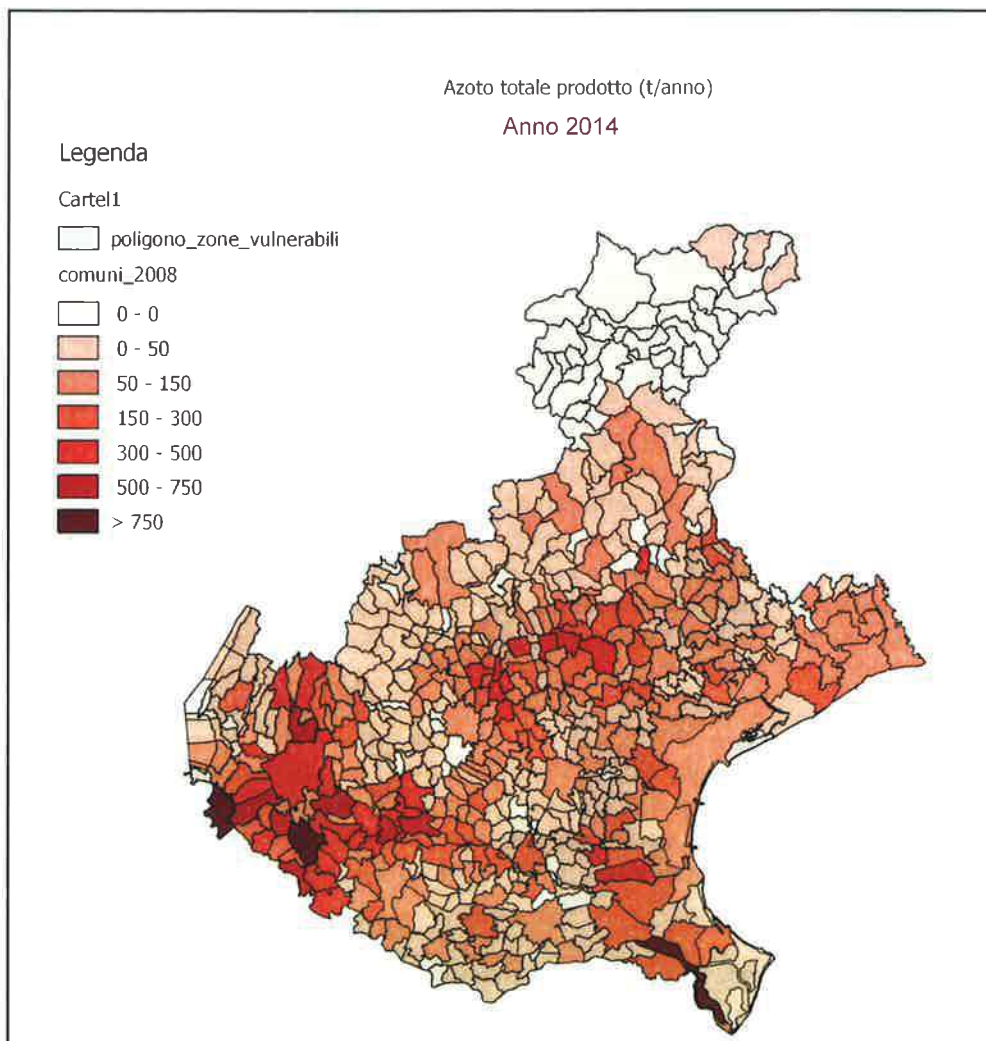 Azoto totale prodotto (t/anno)
Anno 2014
Legenda
Cartel1
poligono_zone_vulnerabili
comuni_2008
0 - 0
0 - 50
50 - 150
150 - 300
300 - 500
500 - 750
> 750